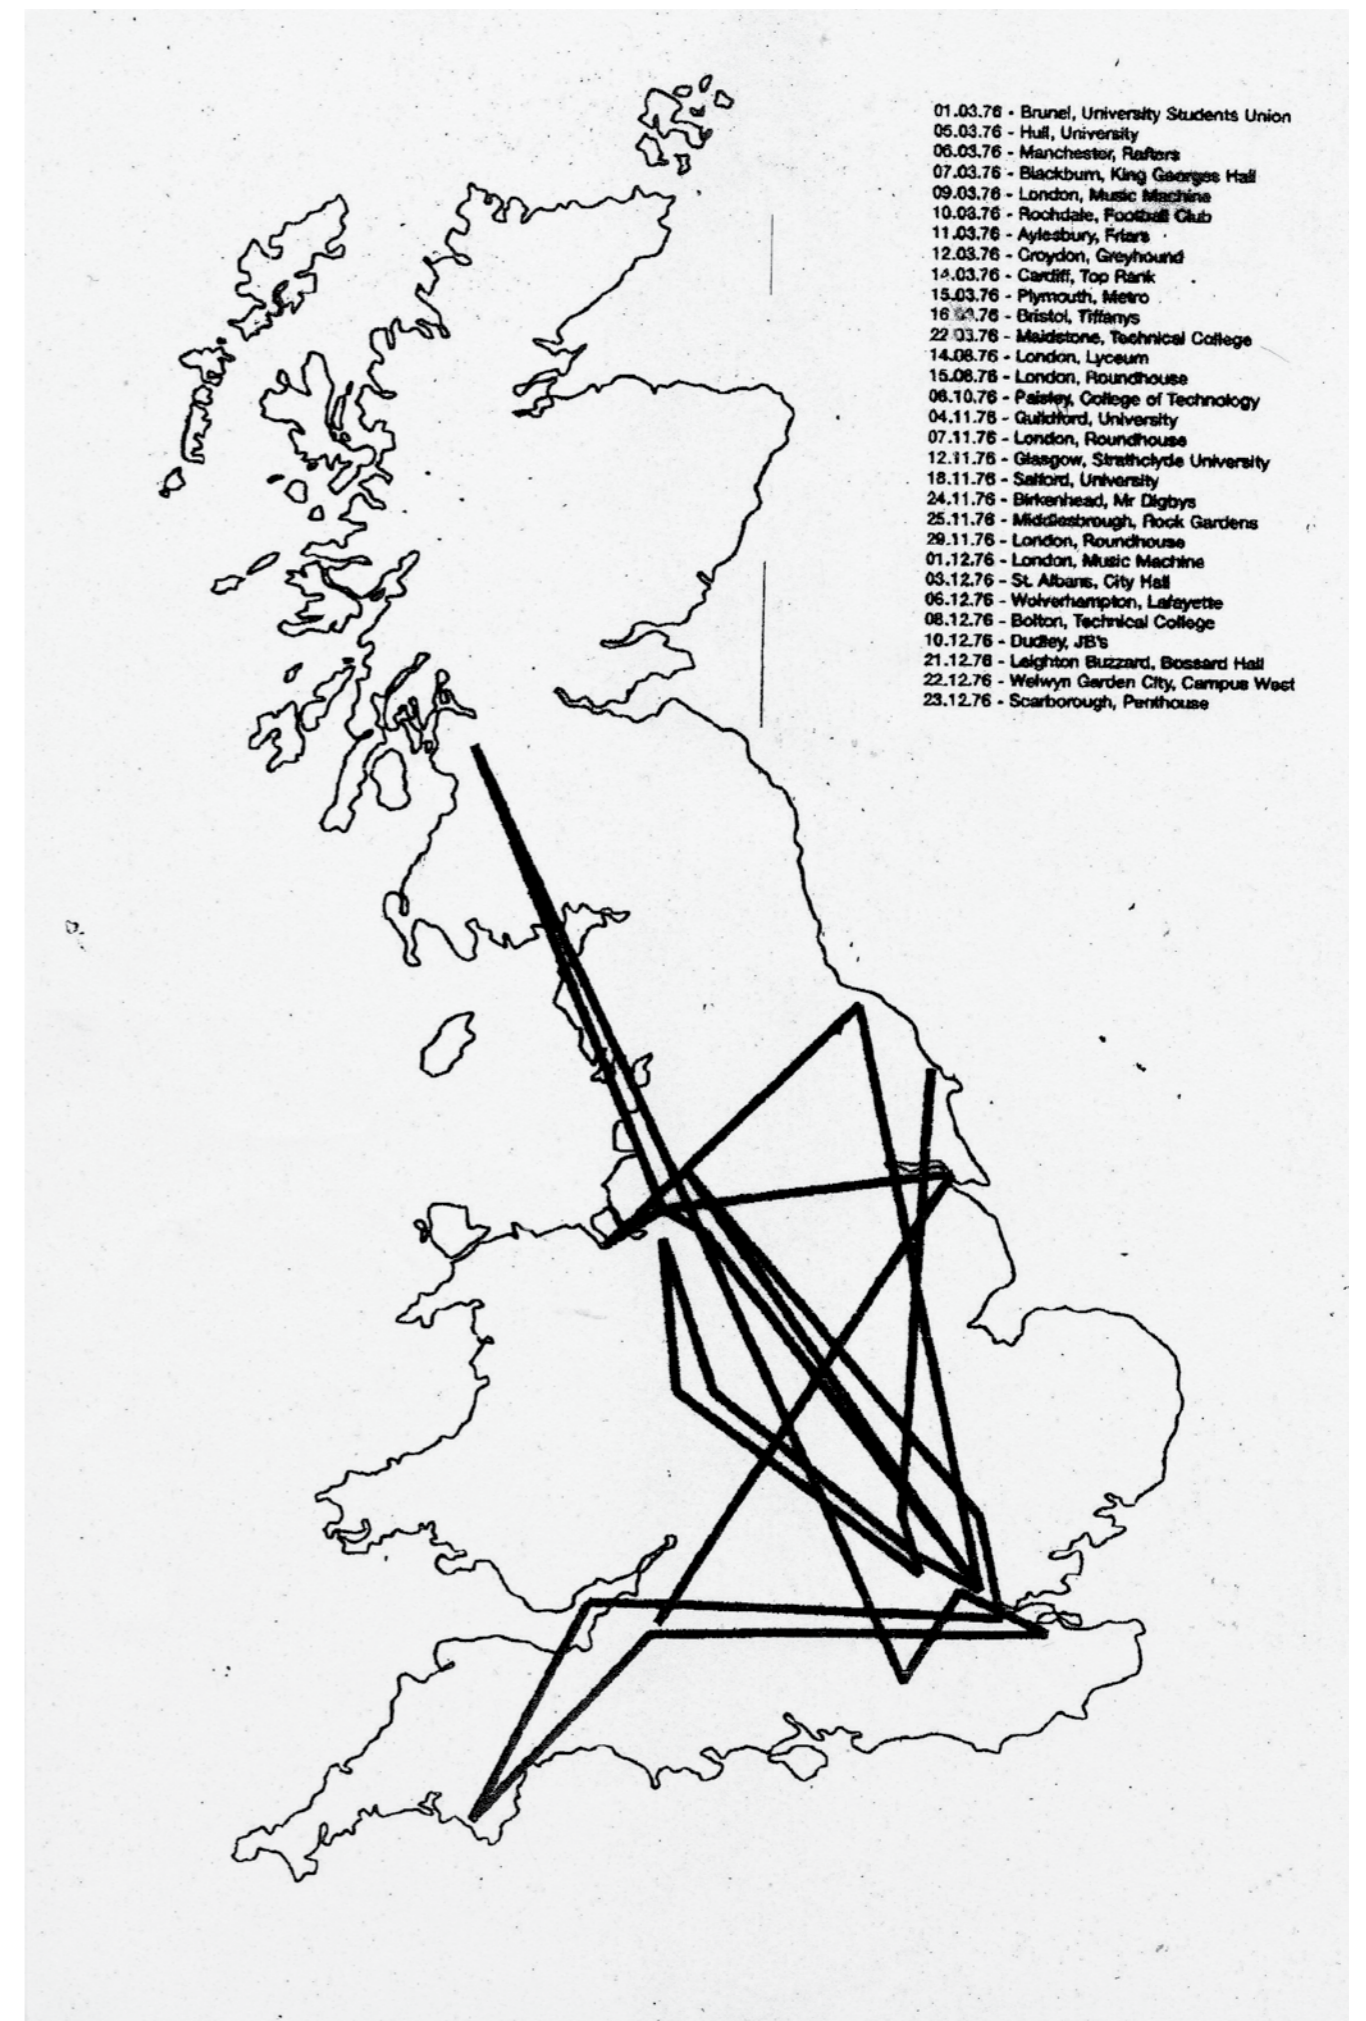 01.03.76 - Brunel, University Students Union
05.03.76 - Hull, University
06.03.76 - Manchester, Rafters
07.03.76 - Blackburn, King Georges Hall
09.03.76 - London, Music Machine
10.03.76 - Rochdale, Football Club
11.03.76 - Aylesbury, Friars
12.03.76 - Croydon, Greyhound
14.03.76 - Cardiff, Top Rank
15.03.76 - Plymouth, Metro
16.03.76 - Bristol, Tiffanys
22.03.76 - Maidstone, Technical College
14.08.76 - London, Lyceum
15.08.76 - London, Roundhouse
08.10.76 - Paisley, College of Technology
04.11.76 - Guildford, University
07.11.76 - London, Roundhouse
12.11.76 - Glasgow, Strathclyde University
18.11.76 - Salford, University
24.11.76 - Birkenhead, Mr Digbys
25.11.76 - Middlesbrough, Rock Gardens
29.11.76 - London, Roundhouse
01.12.76 - London, Music Machine
03.12.76 - St. Albans, City Hall
06.12.76 - Wolverhampton, Lafayette
08.12.76 - Bolton, Technical College
10.12.76 - Dudley, JB's
21.12.76 - Leighton Buzzard, Bossard Hall
22.12.76 - Welwyn Garden City, Campus West
23.12.76 - Scarborough, Penthouse